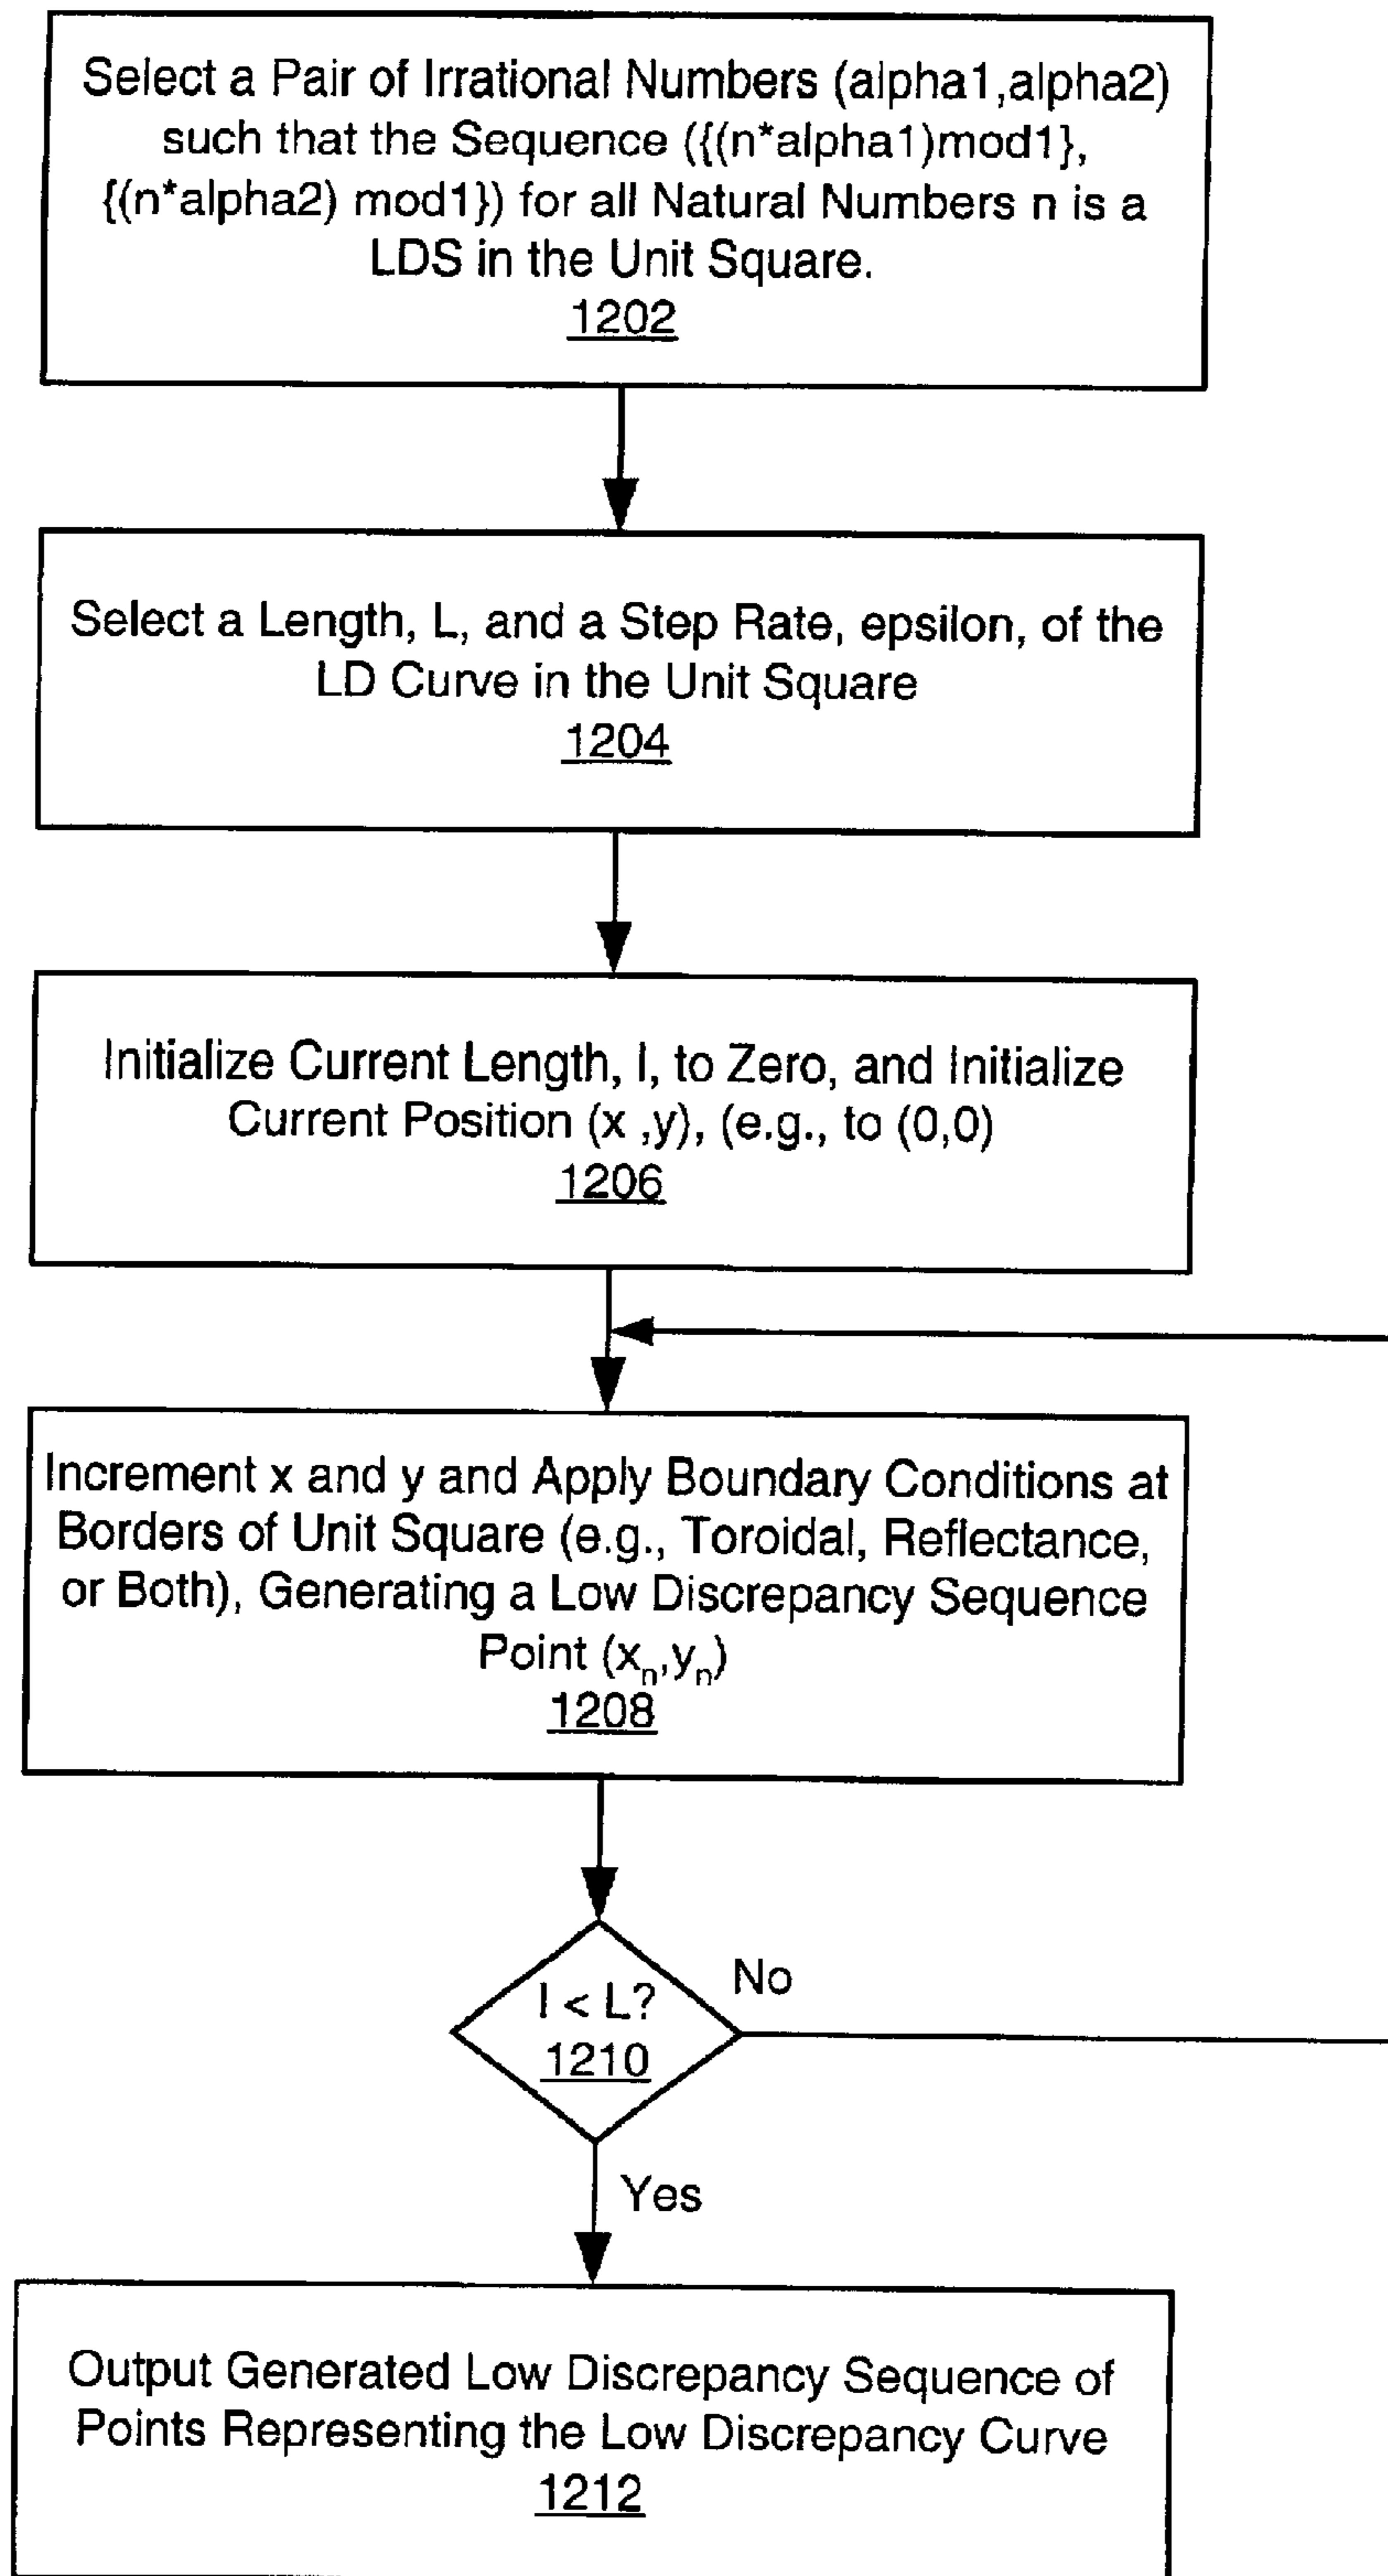 Select a Pair of Irrational Numbers (alpha1,alpha2)
such that the Sequence ({(n*alpha1)mod1},
{(n*alpha2) mod1}) for all Natural Numbers n is a
LDS in the Unit Square.
1202
Select a Length, L, and a Step Rate, epsilon, of the
LD Curve in the Unit Square
1204
Initialize Current Length, l, to Zero, and Initialize
Current Position (x ,y), (e.g., to (0,0)
1206
Increment x and y and Apply Boundary Conditions at
Borders of Unit Square (e.g., Toroidal, Reflectance,
or Both), Generating a Low Discrepancy Sequence
Point (xn,yn)
1208
l < L?
No
1210
Yes
Output Generated Low Discrepancy Sequence of
Points Representing the Low Discrepancy Curve
1212